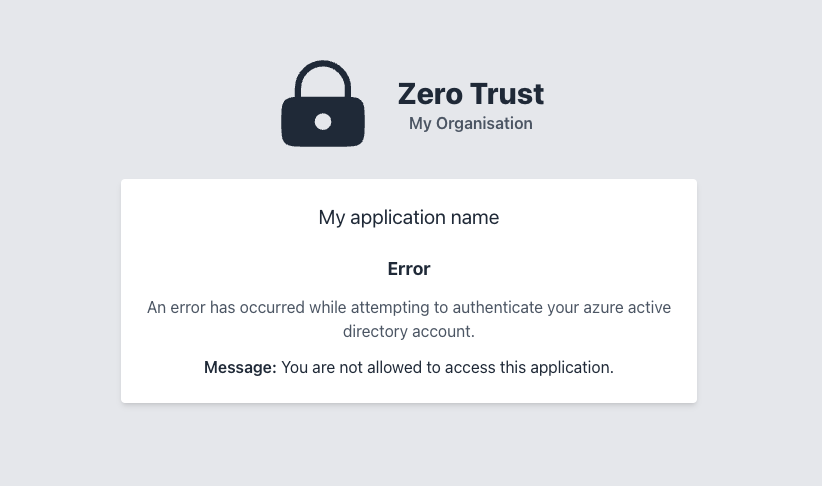 Zero Trust
My Organisation
My application name
Error
An error has occurred while attempting to authenticate your azure active
directory account.
Message: You are not allowed to access this application.